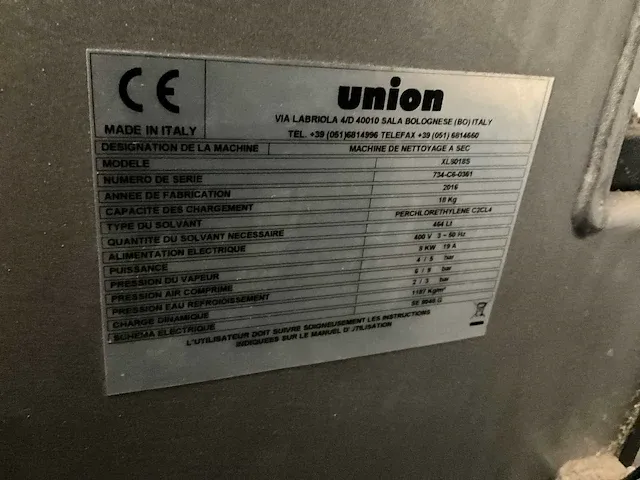 CE
MADE IN ITALY
union
VIA LABRIOLA 4/D 40010 SALA BOLOGNESE (BO) ITALY
TEL. +39 (051)6814996 TELEFAX +39 (051) 6814660
DESIGNATION DE LA MACHINE MACHINE DE NETTOYAGE A SEC
MODELE XL9018S
NUMERO DE SERIE 734-C6-0361
ANNEE DE FABRICATION 2016
CAPACITE DES CHARGEMENT 18 Kg
TYPE DU SOLVANT PERCHLORETHYLENE C2CL4
QUANTITE DU SOLVANT NECESSAIRE 464 Lt
ALIMENTATION ELECTRIQUE 400 V 3 ~ 50 Hz
PUISSANCE 9 KW 19 A
PRESSION DU VAPEUR 4 / 5 bar
PRESSION AIR COMPRIME 6 / 8 bar
PRESSION EAU REFROIDISSEMENT 2 / 3 bar
CHARGE DINAMIQUE 1187 Kg/m²
SCHEMA ELECTRIQUE SE 9040 G
L'UTILISATEUR DOIT SUIVRE SOIGNEUSEMENT LES INSTRUCTIONS
INDIQUEES SUR LE MANUEL D'UTILISATION